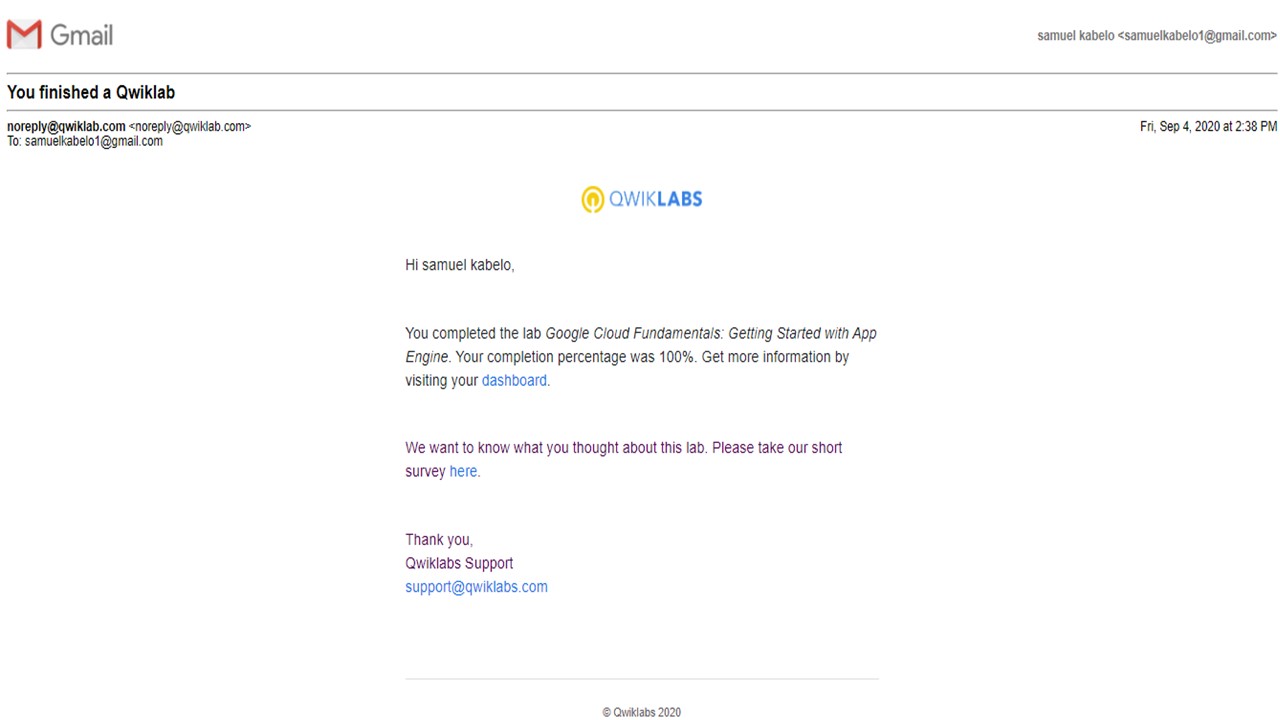 Gmail
samuel kabelo <samuelkabelo1@gmail.com>
You finished a Qwiklab
noreply@qwiklab.com <noreply@qwiklab.com>
Fri, Sep 4, 2020 at 2:38 PM
To: samuelkabelo1@gmail.com
QWIKLABS
Hi samuel kabelo,
You completed the lab Google Cloud Fundamentals: Getting Started with App
Engine. Your completion percentage was 100%. Get more information by
visiting your dashboard.
We want to know what you thought about this lab. Please take our short
survey here.
Thank you,
Qwiklabs Support
support@qwiklabs.com
© Qwiklabs 2020